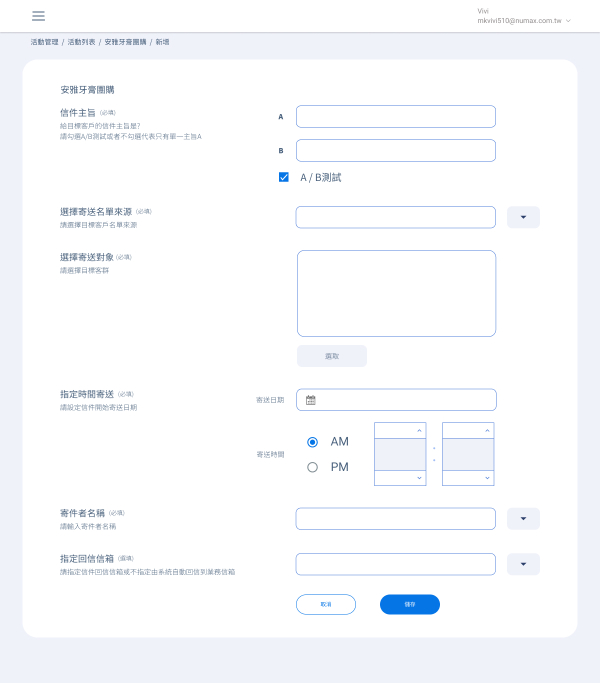 Vivi
mkvivi510@numax.com.tw
活動管理 / 活動列表 / 安雅牙膏團購 / 新增
安雅牙膏團購
信件主旨 (必填)
給目標客戶的信件主旨是?
請勾選A/B測試或者不勾選代表只有單一主旨A
A
B
A / B測試
選擇寄送名單來源 (必填)
請選擇目標客戶名單來源
選擇寄送對象 (必填)
請選擇目標客群
選取
指定時間寄送 (必填)
請設定信件開始寄送日期
寄送日期
寄送時間
AM
PM
:
寄件者名稱 (必填)
請輸入寄件者名稱
指定回信信箱 (選填)
請指定信件回信信箱或不指定由系統自動回信到業務信箱
取消
儲存